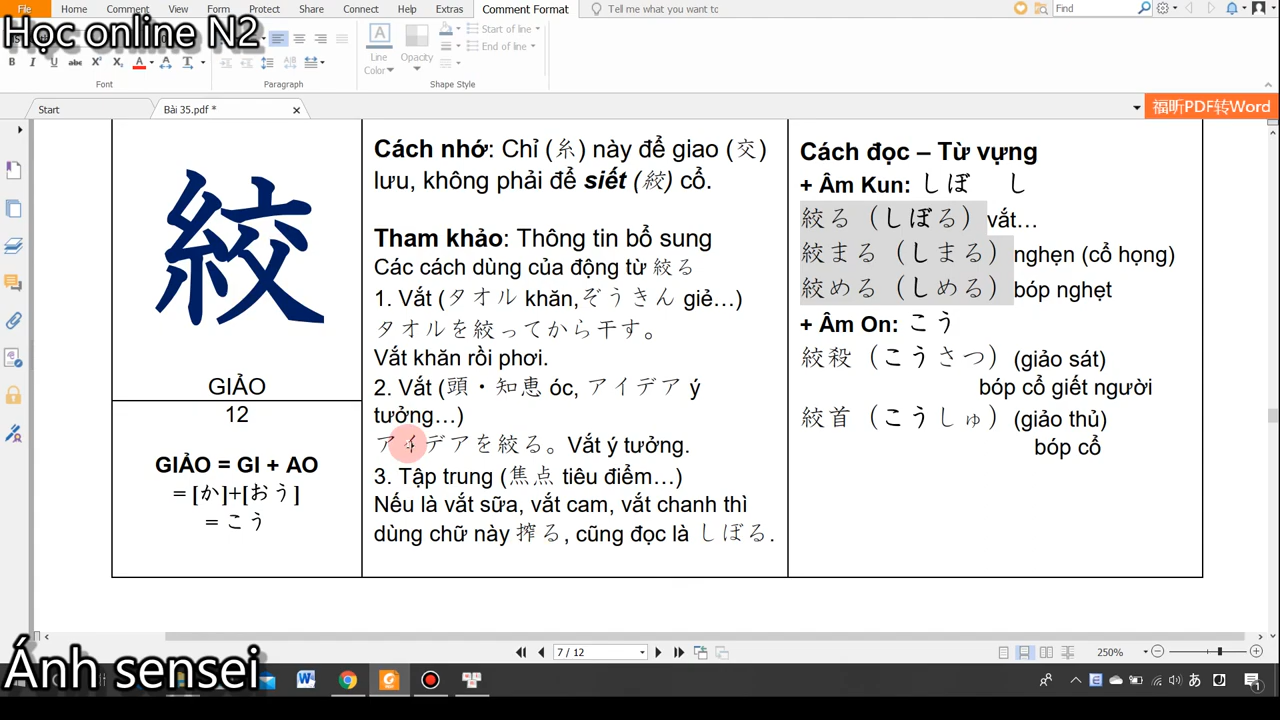 File Home Comment View Form Protect Share Connect Help Extras Comment Format Tell me what you want to Find
Học online N2
Start of line
End of line
Line Color
Opacity
Font Paragraph Shape Style
Start Bài 35.pdf *
福昕PDF转Word
絞
GIẢO
12
GIẢO = GI + AO
= [か]+[おう]
= こう
Cách nhớ: Chỉ (糸) này để giao (交)
lưu, không phải để siết (絞) cổ.
Tham khảo: Thông tin bổ sung
Các cách dùng của động từ 絞る
1. Vắt (タオル khăn,ぞうきん giẻ…)
タオルを絞ってから干す。
Vắt khăn rồi phơi.
2. Vắt (頭・知恵 óc, アイデア ý
tưởng…)
アイデアを絞る。Vắt ý tưởng.
3. Tập trung (焦点 tiêu điểm…)
Nếu là vắt sữa, vắt cam, vắt chanh thì
dùng chữ này 搾る, cũng đọc là しぼる.
Cách đọc – Từ vựng
+ Âm Kun: しぼ し
絞る（しぼる）vắt…
絞まる（しまる）nghẹn (cổ họng)
絞める（しめる）bóp nghẹt
+ Âm On: こう
絞殺（こうさつ）(giảo sát)
bóp cổ giết người
絞首（こうしゅ）(giảo thủ)
bóp cổ
7 / 12
250%
Ánh sensei